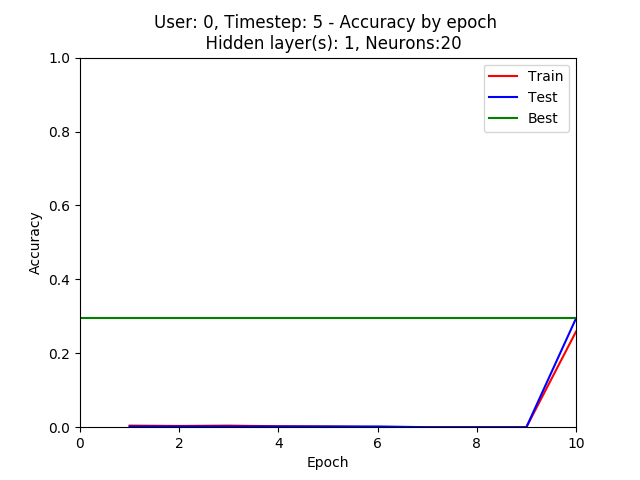 User: 0, Timestep: 5 - Accuracy by epoch
Hidden layer(s): 1, Neurons:20
1.0
0.8
0.6
0.4
0.2
0.0
Accuracy
Train
Test
Best
0 2 4 6 8 10
Epoch